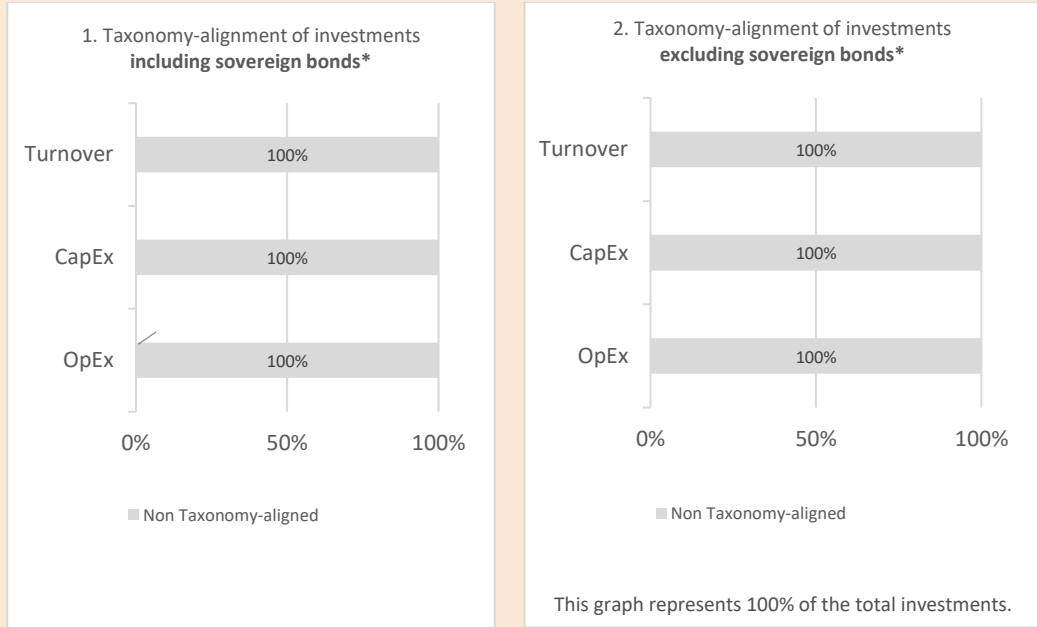 1. Taxonomy-alignment of investments
including sovereign bonds*
Turnover
100%
CapEx
100%
OpEx
100%
0%
50%
100%
Non Taxonomy-aligned
2. Taxonomy-alignment of investments
excluding sovereign bonds*
Turnover
100%
CapEx
100%
OpEx
100%
0%
50%
100%
Non Taxonomy-aligned
This graph represents 100% of the total investments.